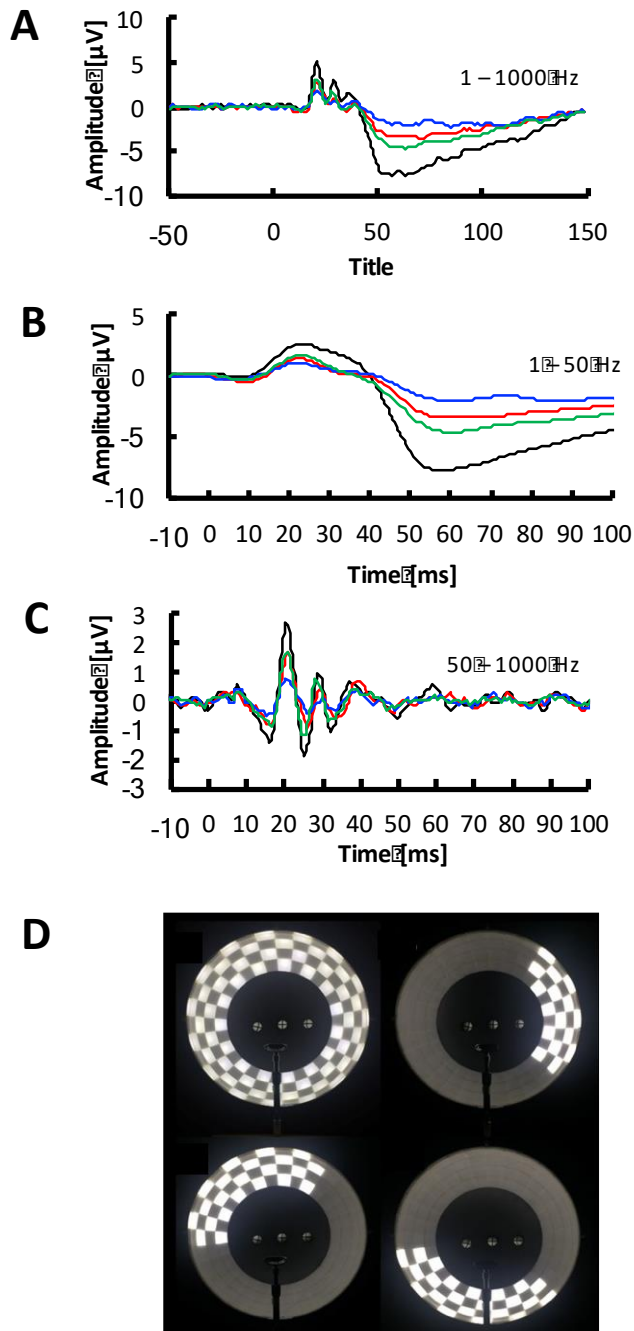 A
10
5
0
-5
-10
Amplitude⍰[µV]
1 – 1000⍰Hz
-50 0 50 100 150
Title
B
5
0
-5
-10
Amplitude⍰[µV]
1⍰–50⍰Hz
-10 0 10 20 30 40 50 60 70 80 90 100
Time⍰[ms]
C
3
2
1
0
-1
-2
-3
Amplitude⍰[µV]
50⍰–1000⍰Hz
-10 0 10 20 30 40 50 60 70 80 90 100
Time⍰[ms]
D